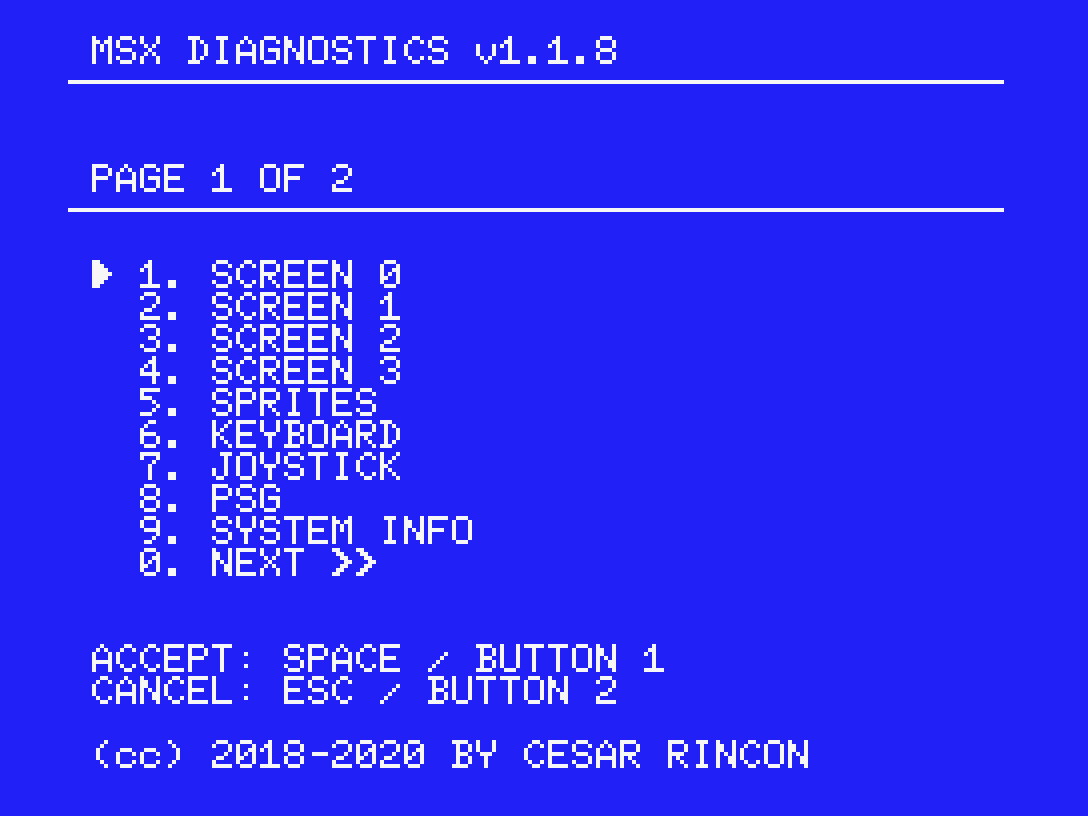 MSX DIAGNOSTICS v1.1.8
PAGE 1 OF 2
1. SCREEN 0
2. SCREEN 1
3. SCREEN 2
4. SCREEN 3
5. SPRITES
6. KEYBOARD
7. JOYSTICK
8. PSG
9. SYSTEM INFO
0. NEXT >>
ACCEPT: SPACE / BUTTON 1
CANCEL: ESC / BUTTON 2
(cc) 2018-2020 BY CESAR RINCON